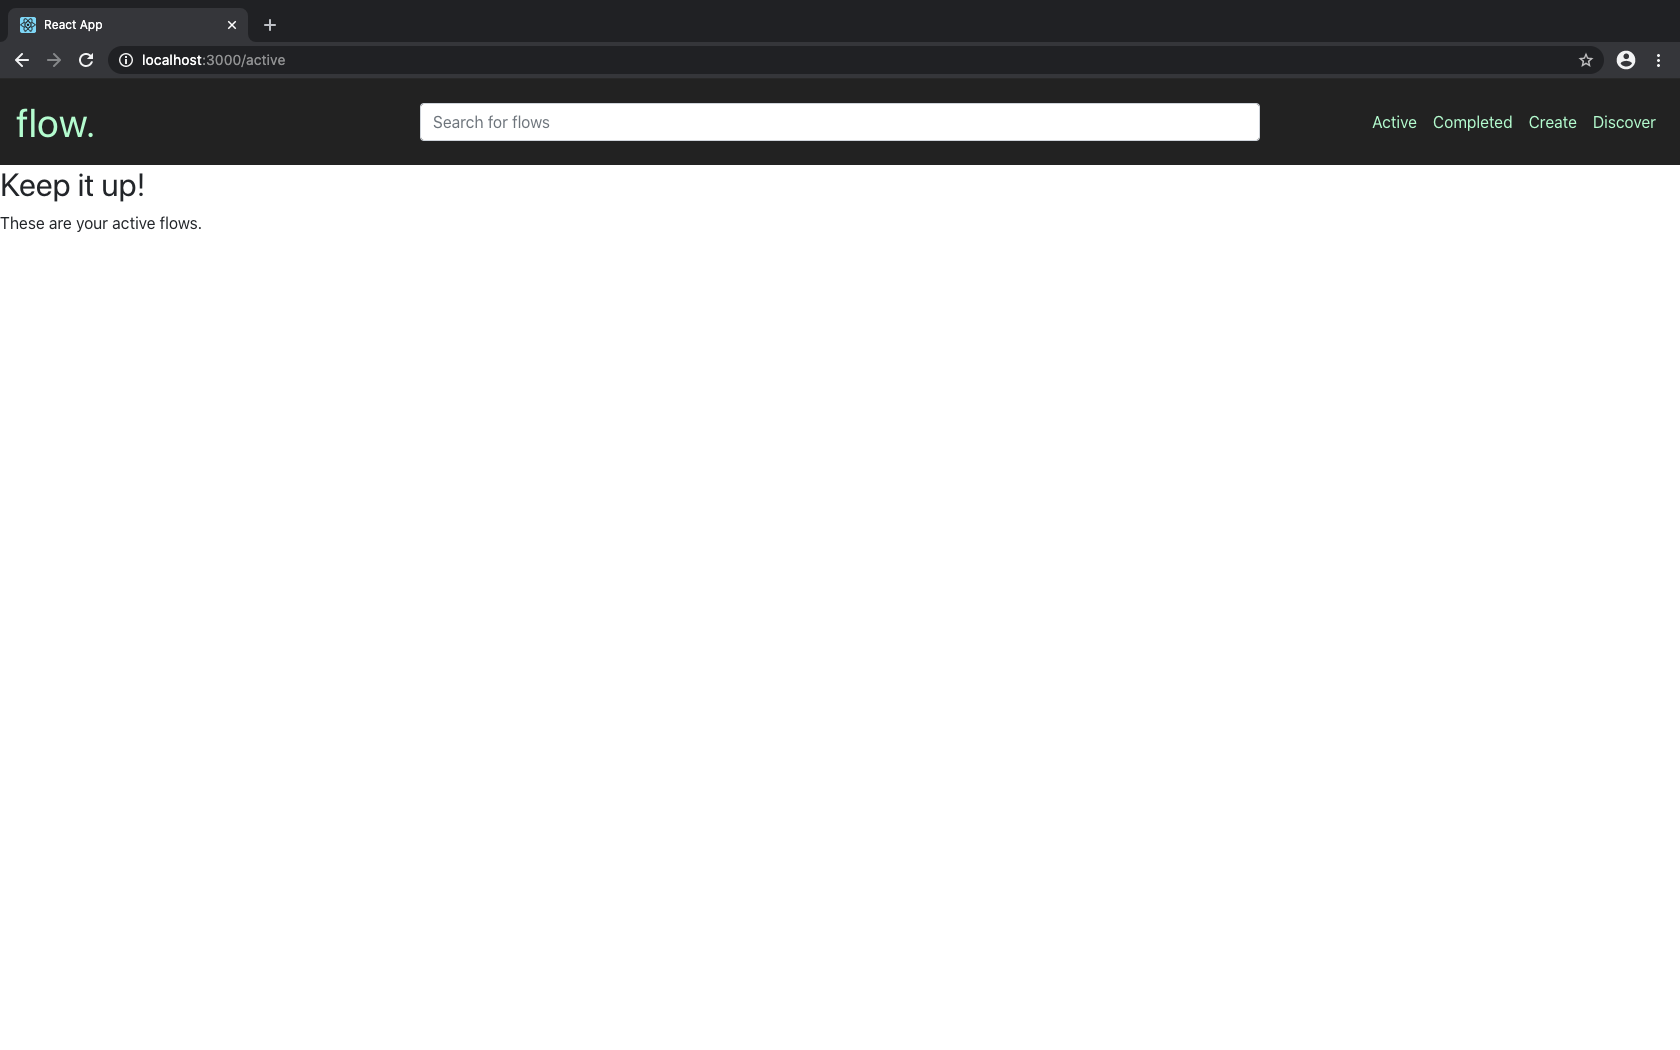 React App
localhost:3000/active
flow.
Search for flows
Active Completed Create Discover
Keep it up!
These are your active flows.